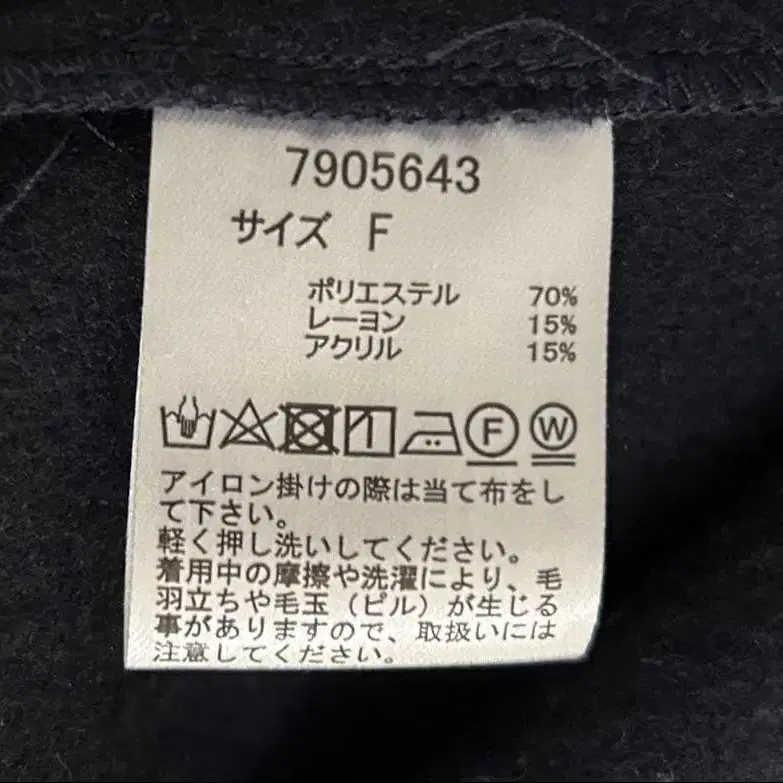 7905643
サイズ F
ポリエステル 70%
レーヨン 15%
アクリル 15%
F W
アイロン掛けの際は当て布をし
て下さい。
軽く押し洗いしてください。
着用中の摩擦や洗濯により、毛
羽立ちや毛玉（ピル）が生じる
事がありますので、取扱いには
注意してください。